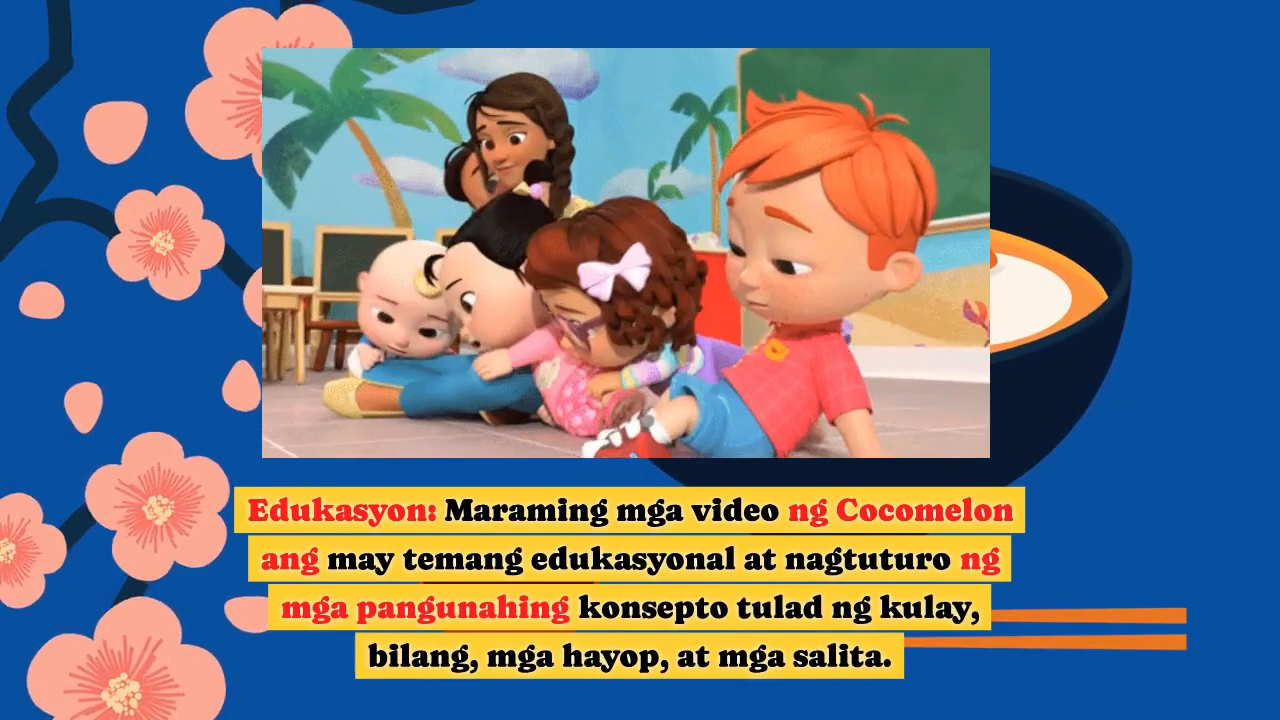 Edukasyon: Maraming mga video ng Cocomelon
ang may temang edukasyonal at nagtuturo ng
mga pangunahing konsepto tulad ng kulay,
bilang, mga hayop, at mga salita.